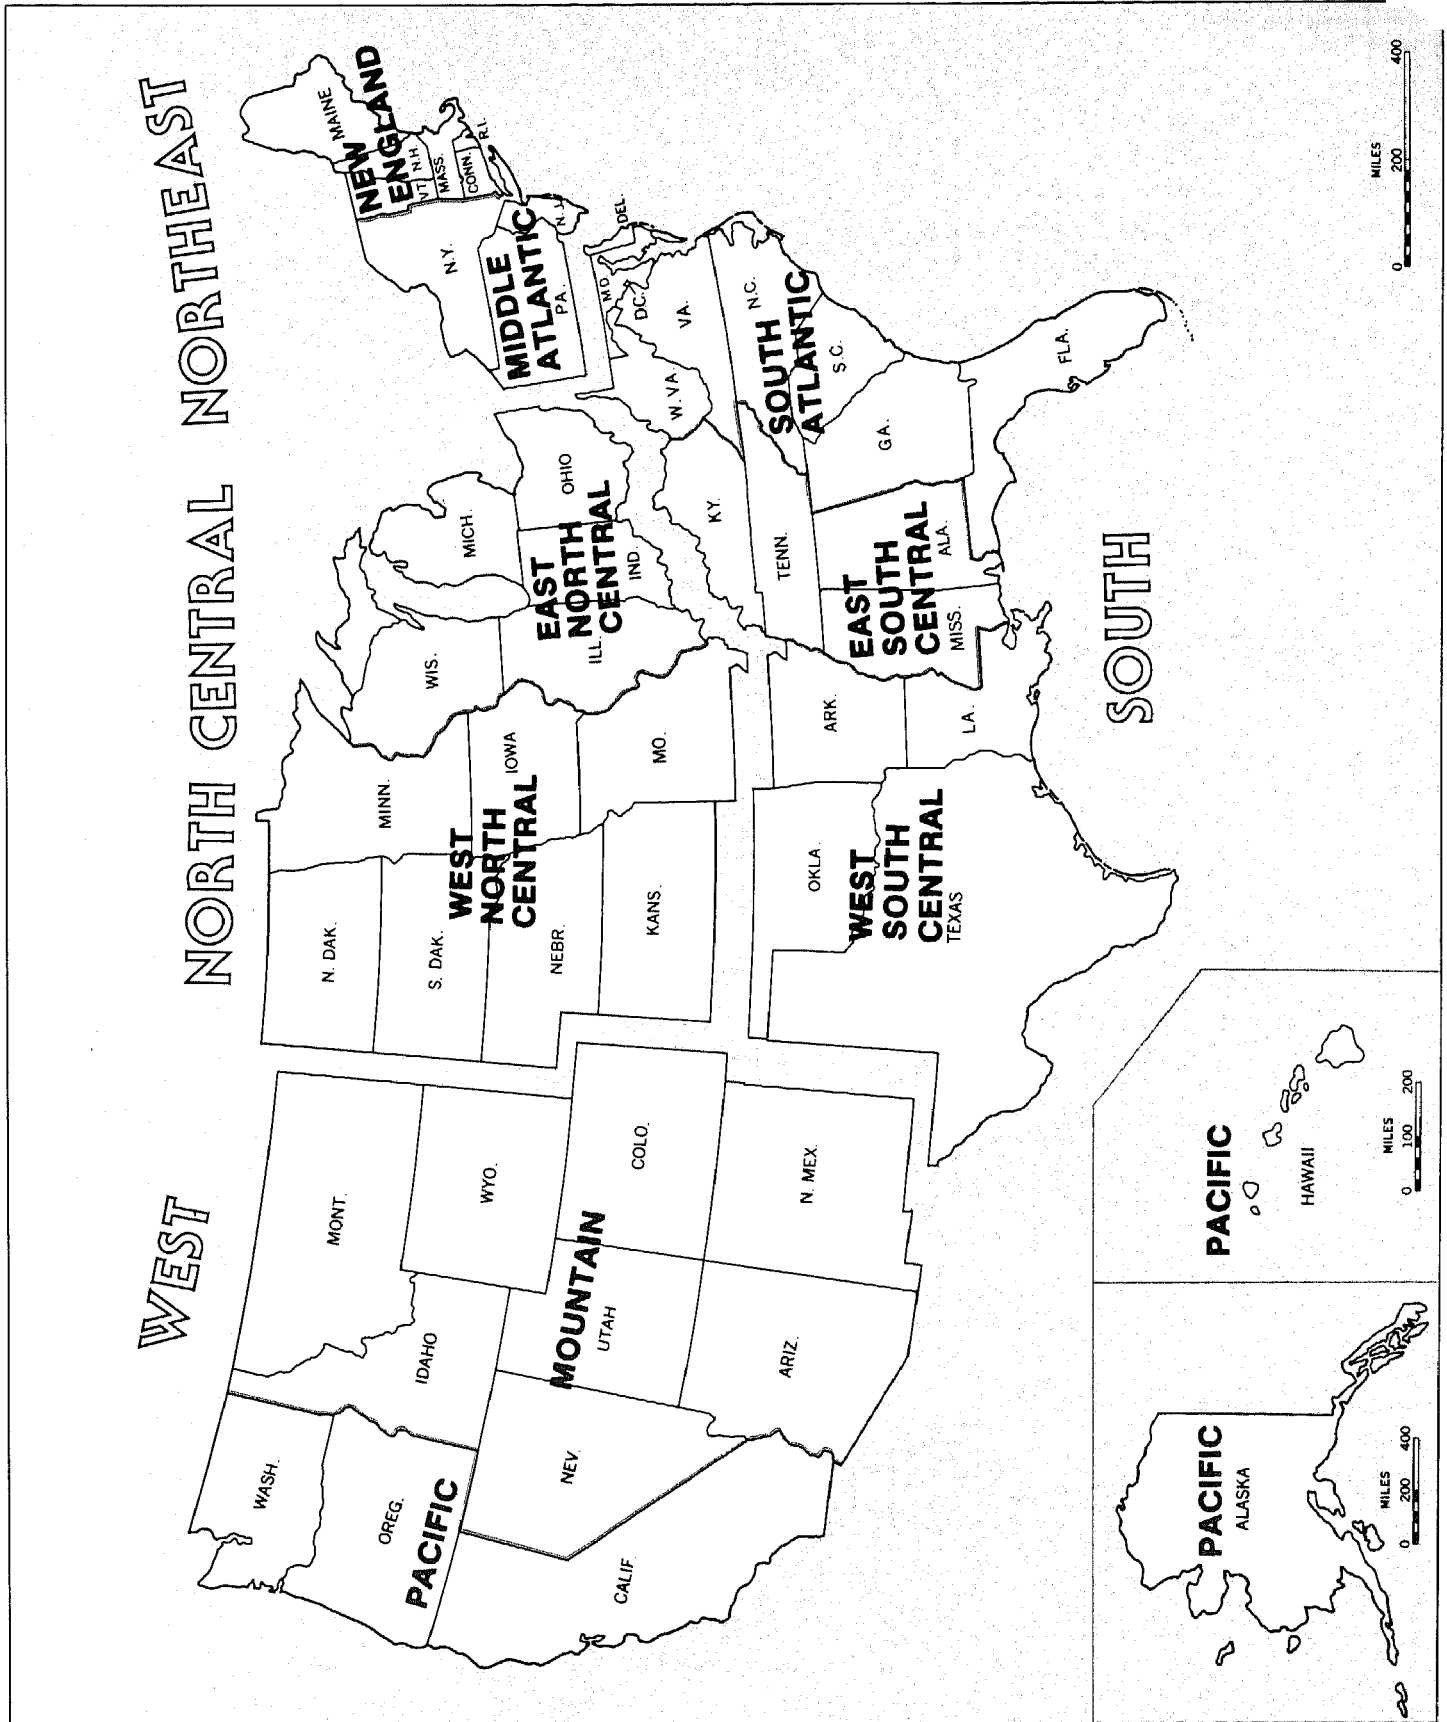 WEST
NORTH CENTRAL
NORTHEAST
SOUTH
PACIFIC
WASH.
OREG.
CALIF
MOUNTAIN
MONT.
IDAHO
WYO.
NEV.
UTAH
COLO.
ARIZ.
N. MEX.
WEST
NORTH
CENTRAL
N. DAK.
S. DAK.
NEBR.
KANS.
MINN.
IOWA
MO.
EAST
NORTH
CENTRAL
WIS.
MICH.
ILL.
IND.
OHIO
NEW
ENGLAND
MAINE
VT
N.H.
MASS.
CONN.
R.I.
MIDDLE
ATLANTIC
N.Y.
PA.
N.J.
SOUTH
ATLANTIC
DEL.
MD.
D.C.
VA.
W. VA.
N.C.
S.C.
GA.
FLA.
EAST
SOUTH
CENTRAL
KY.
TENN.
ALA.
MISS.
WEST
SOUTH
CENTRAL
OKLA.
ARK.
LA.
TEXAS
PACIFIC
ALASKA
MILES
0 200 400
PACIFIC
HAWAII
MILES
0 100 200
MILES
0 200 400